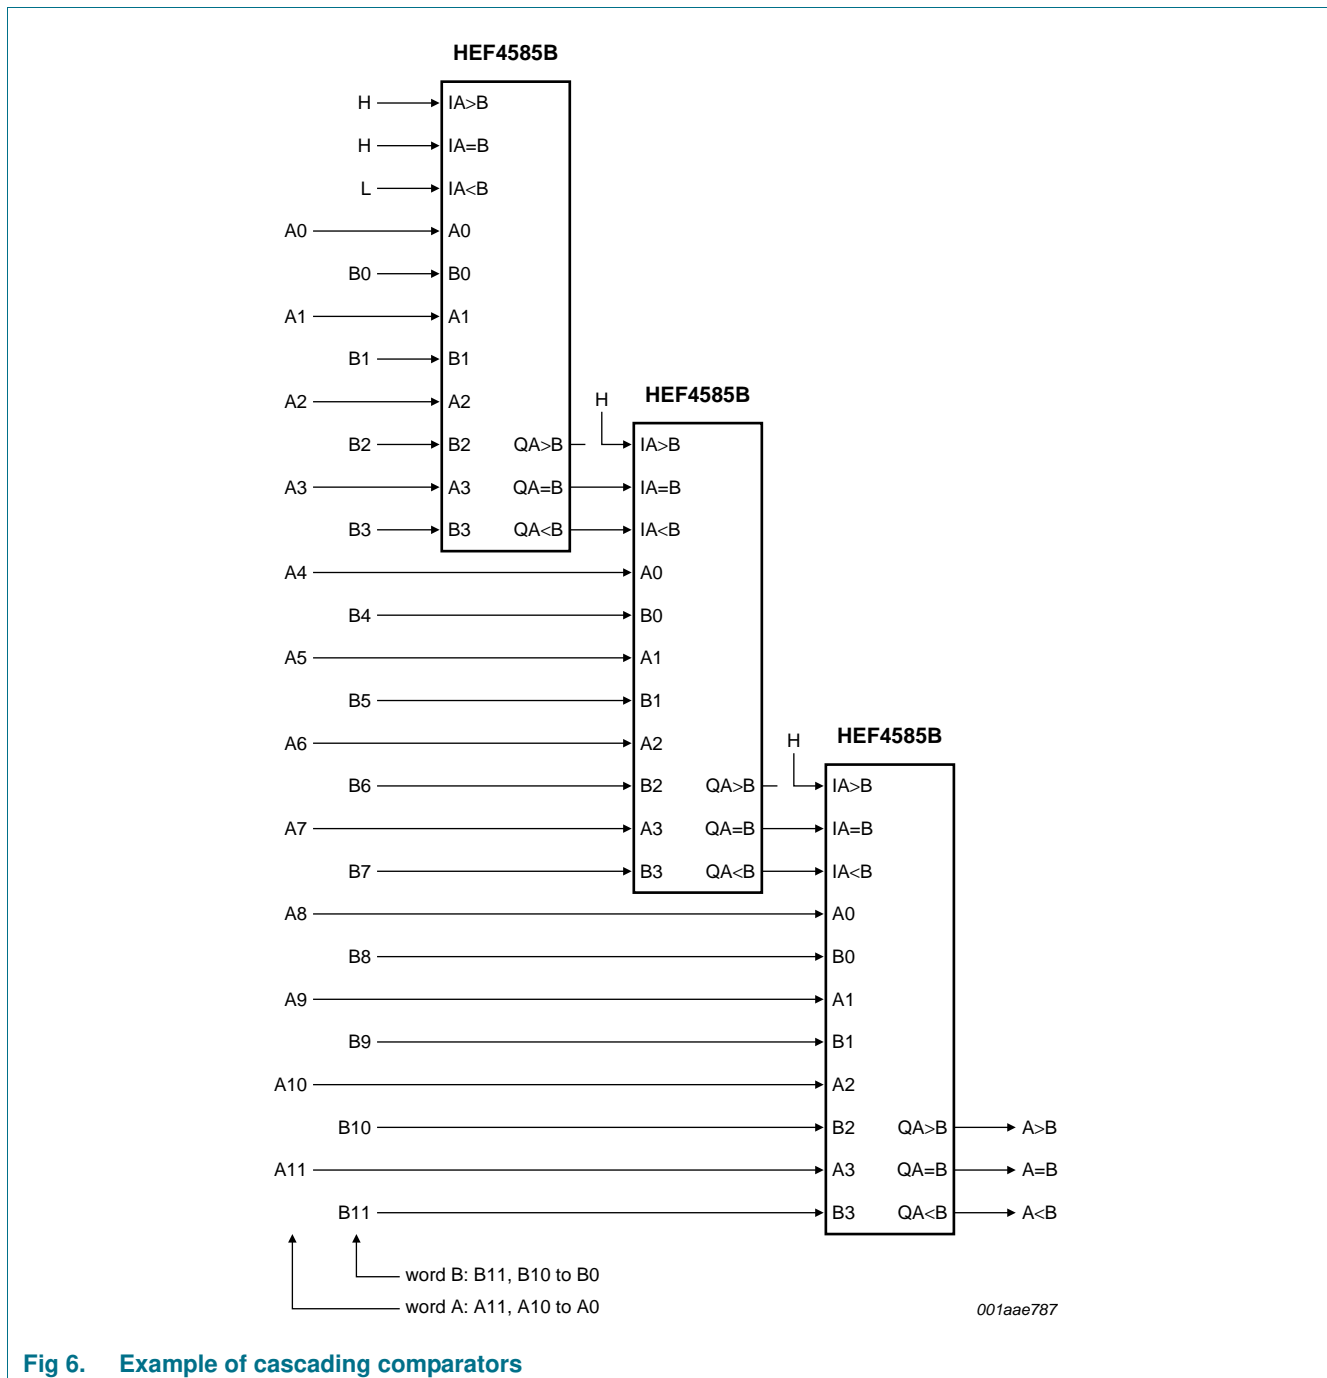 HEF4585B
H IA>B
H IA=B
L IA<B
A0 A0
B0 B0
A1 A1
B1 B1
A2 A2
B2 B2 QA>B
A3 A3 QA=B
B3 B3 QA<B
HEF4585B
H IA>B
IA=B
IA<B
A4 A0
B4 B0
A5 A1
B5 B1
A6 A2
B6 B2 QA>B
A7 A3 QA=B
B7 B3 QA<B
HEF4585B
H IA>B
IA=B
IA<B
A8 A0
B8 B0
A9 A1
B9 B1
A10 A2
B10 B2 QA>B A>B
A11 A3 QA=B A=B
B11 B3 QA<B A<B
word B: B11, B10 to B0
word A: A11, A10 to A0
001aae787
Fig 6. Example of cascading comparators